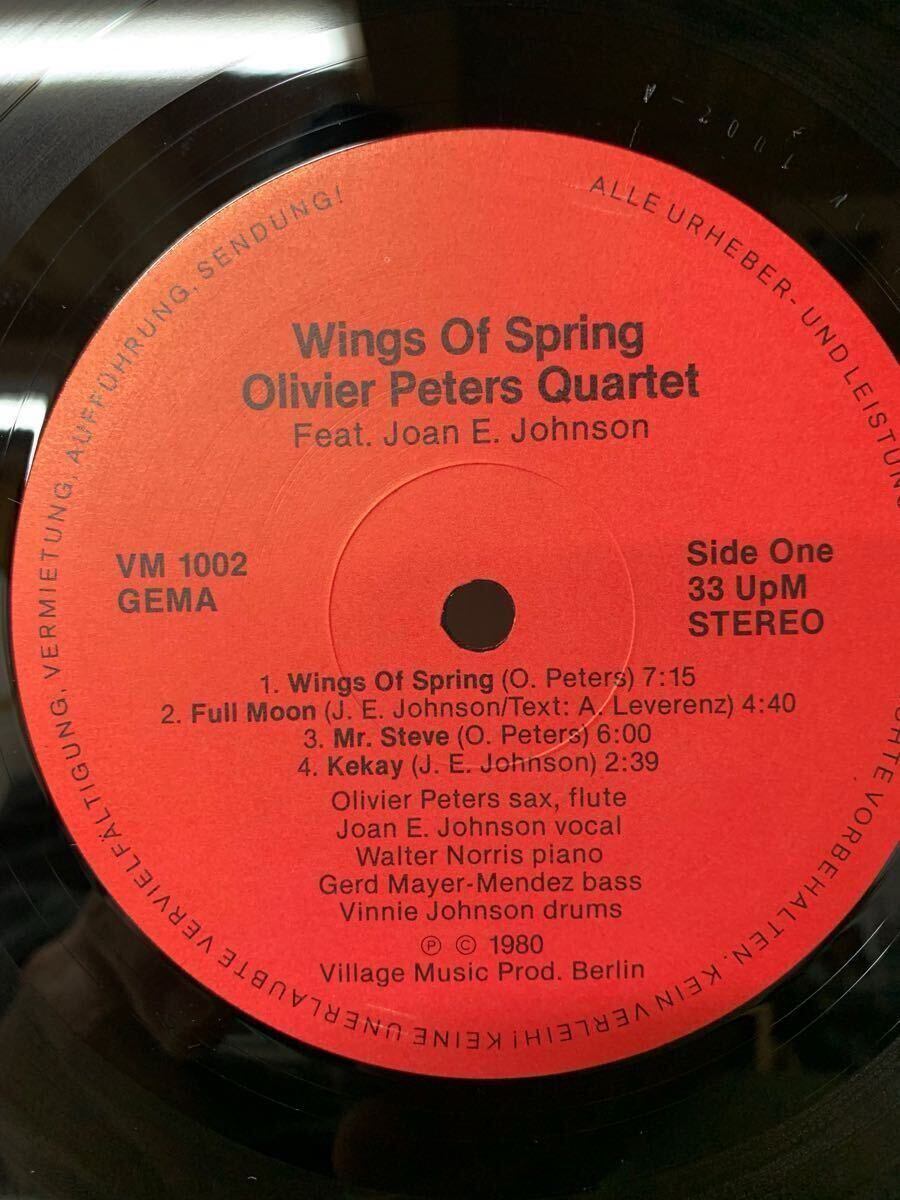 ALLE URHEBER- UND LEISTUNG
RTE VORBEHALTEN. KEIN VERLEIH! KEINE UNERLAUBTE VERVIELFÄLTIGUNG, VERMIETUNG, AUFFÜHRUNG, SENDUNG!
Wings Of Spring
Olivier Peters Quartet
Feat. Joan E. Johnson
VM 1002
GEMA
Side One
33 UpM
STEREO
1. Wings Of Spring (O. Peters) 7:15
2. Full Moon (J. E. Johnson/Text: A. Leverenz) 4:40
3. Mr. Steve (O. Peters) 6:00
4. Kekay (J. E. Johnson) 2:39
Olivier Peters sax, flute
Joan E. Johnson vocal
Walter Norris piano
Gerd Mayer-Mendez bass
Vinnie Johnson drums
Ⓟ © 1980
Village Music Prod. Berlin